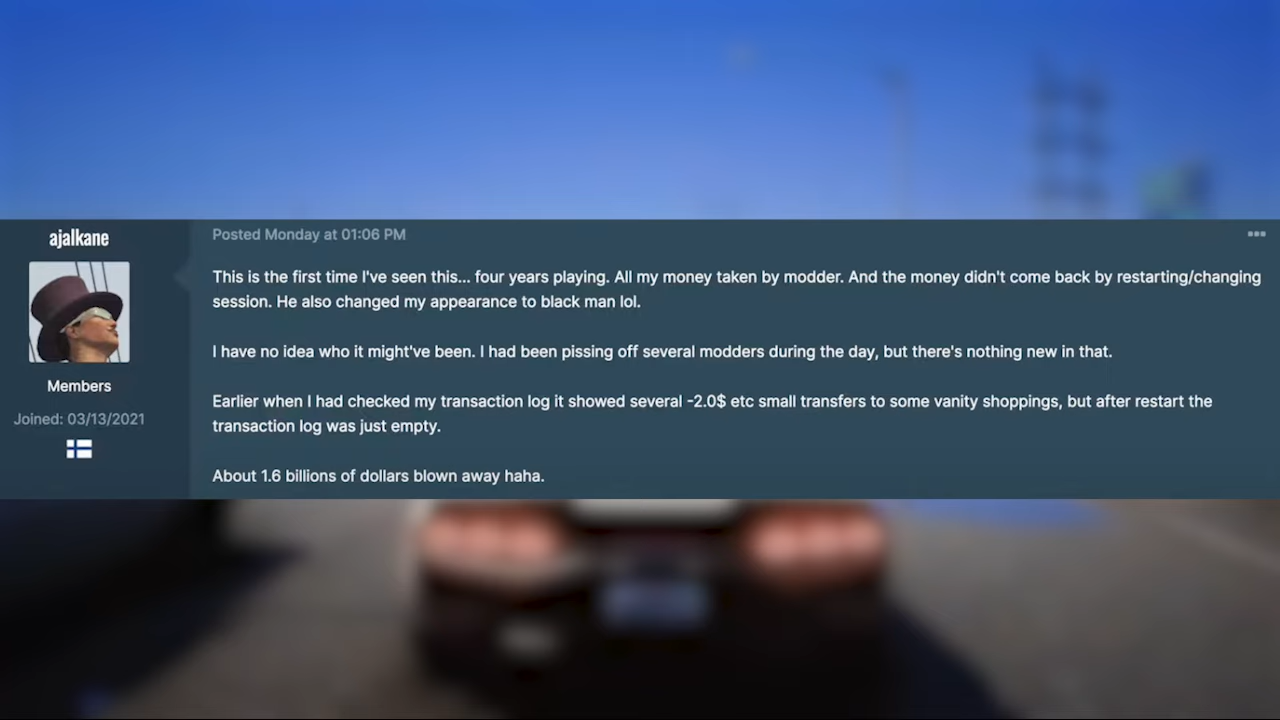 ajalkane
Members
Joined: 03/13/2021
Posted Monday at 01:06 PM
This is the first time I've seen this... four years playing. All my money taken by modder. And the money didn't come back by restarting/changing
session. He also changed my appearance to black man lol.
I have no idea who it might've been. I had been pissing off several modders during the day, but there's nothing new in that.
Earlier when I had checked my transaction log it showed several -2.0$ etc small transfers to some vanity shoppings, but after restart the
transaction log was just empty.
About 1.6 billions of dollars blown away haha.